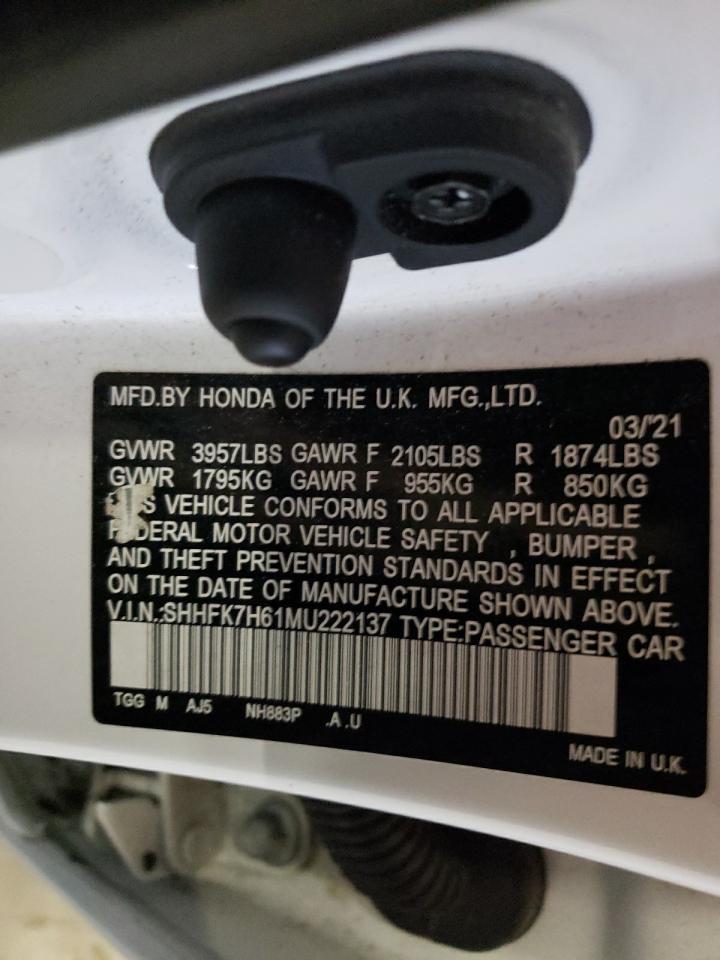 MFD.BY HONDA OF THE U.K. MFG.,LTD.
03/'21
GVWR 3957LBS GAWR F 2105LBS R 1874LBS
GVWR 1795KG GAWR F 955KG R 850KG
VEHICLE CONFORMS TO ALL APPLICABLE
MOTOR VEHICLE SAFETY , BUMPER ,
AND THEFT PREVENTION STANDARDS IN EFFECT
ON THE DATE OF MANUFACTURE SHOWN ABOVE.
V.I.N.:SHHFK7H61MU222137 TYPE:PASSENGER CAR
TGG M AJ5 NH883P .A .U
MADE IN U.K.